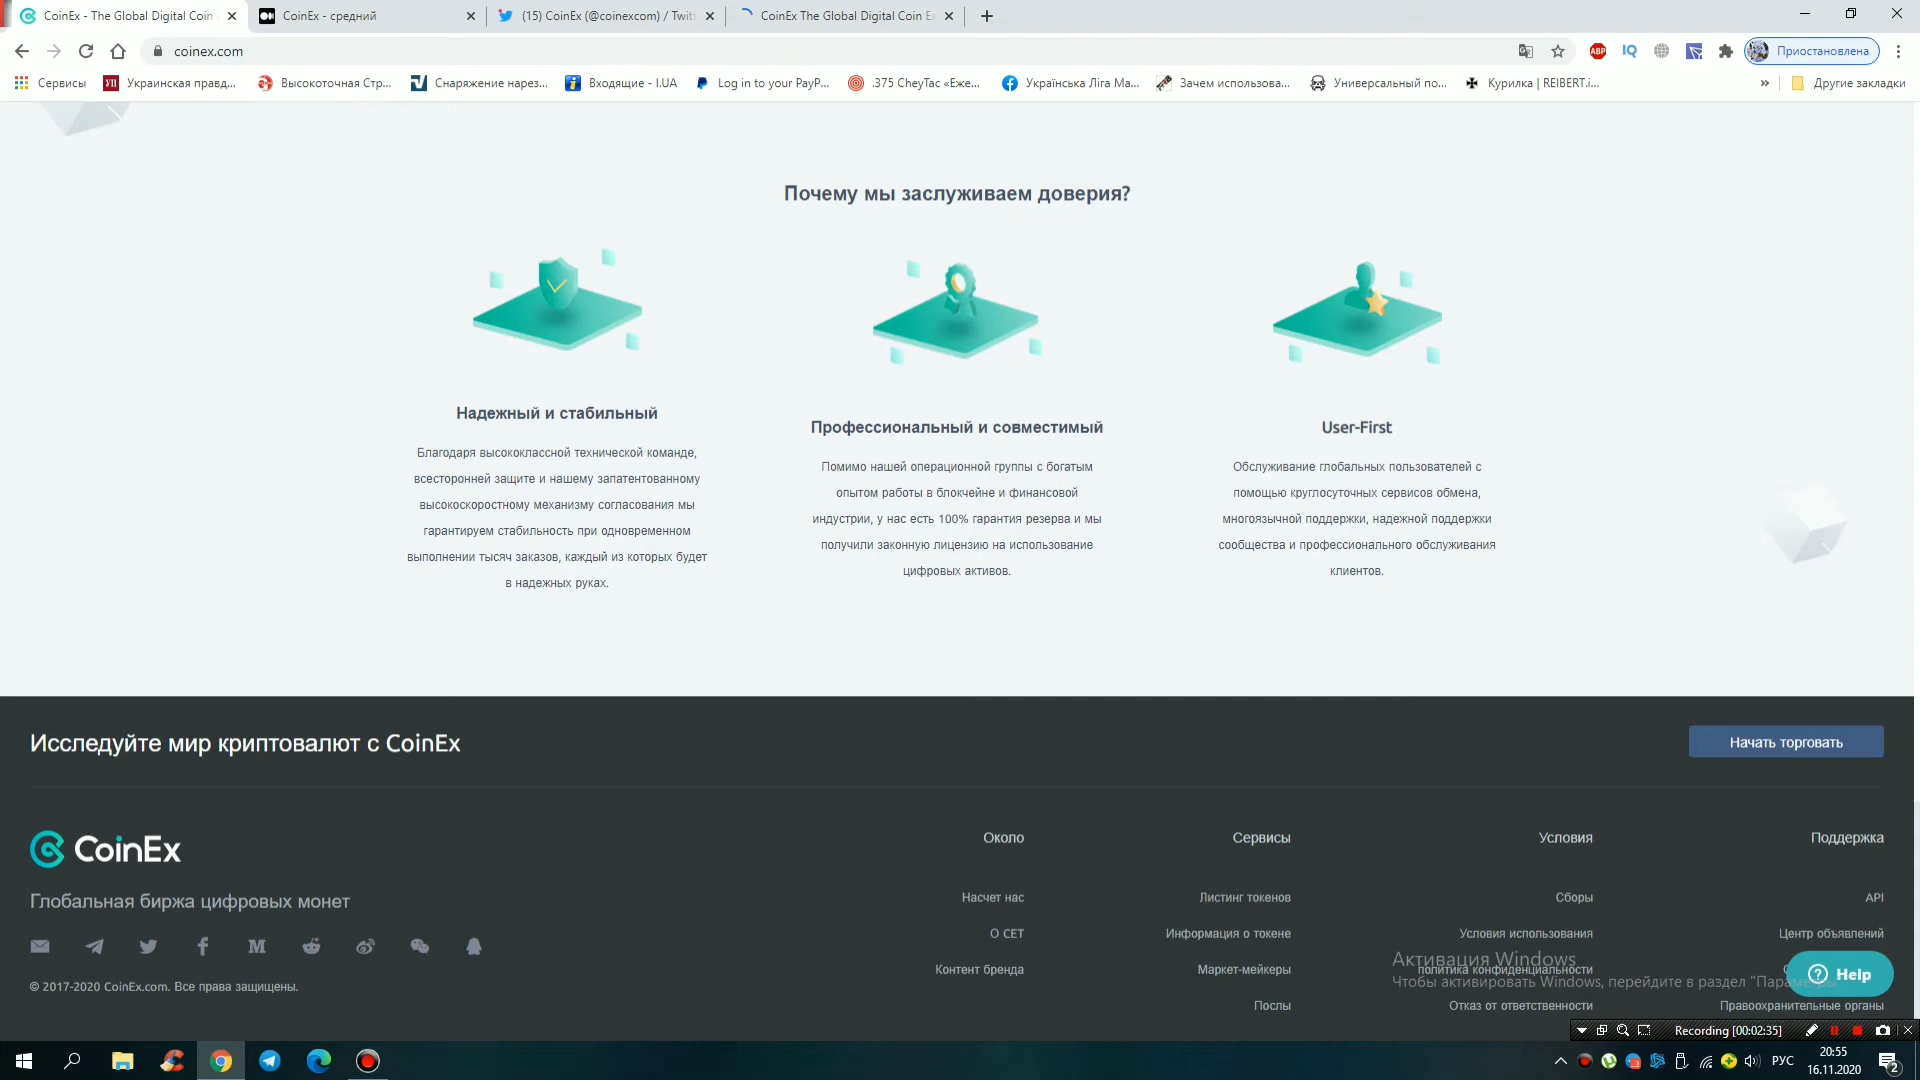 CoinEx - The Global Digital Coin
CoinEx - средний
(15) CoinEx (@coinexcom) / Twit
CoinEx The Global Digital Coin E
coinex.com
ABP
IQ
Приостановлена
Сервисы
УП
Украинская правд...
Высокоточная Стр...
Снаряжение нарез...
Входящие - I.UA
Log in to your PayP...
.375 CheyTac «Еже...
Українська Ліга Ма...
Зачем использова...
Универсальный по...
Курилка | REIBERT.i...
Другие закладки
Почему мы заслуживаем доверия?
Надежный и стабильный
Благодаря высококлассной технической команде,
всесторонней защите и нашему запатентованному
высокоскоростному механизму согласования мы
гарантируем стабильность при одновременном
выполнении тысяч заказов, каждый из которых будет
в надежных руках.
Профессиональный и совместимый
Помимо нашей операционной группы с богатым
опытом работы в блокчейне и финансовой
индустрии, у нас есть 100% гарантия резерва и мы
получили законную лицензию на использование
цифровых активов.
User-First
Обслуживание глобальных пользователей с
помощью круглосуточных сервисов обмена,
многоязычной поддержки, надежной поддержки
сообщества и профессионального обслуживания
клиентов.
Исследуйте мир криптовалют с CoinEx
Начать торговать
CoinEx
Глобальная биржа цифровых монет
© 2017-2020 CoinEx.com. Все права защищены.
Около
Насчет нас
О CET
Контент бренда
Сервисы
Листинг токенов
Информация о токене
Маркет-мейкеры
Послы
Условия
Сборы
Условия использования
политика конфиденциальности
Отказ от ответственности
Поддержка
API
Центр объявлений
Правоохранительные органы
Help
Активация Windows
Чтобы активировать Windows, перейдите в раздел "Параметры
Recording [00:02:35]
РУС
20:55
16.11.2020
2